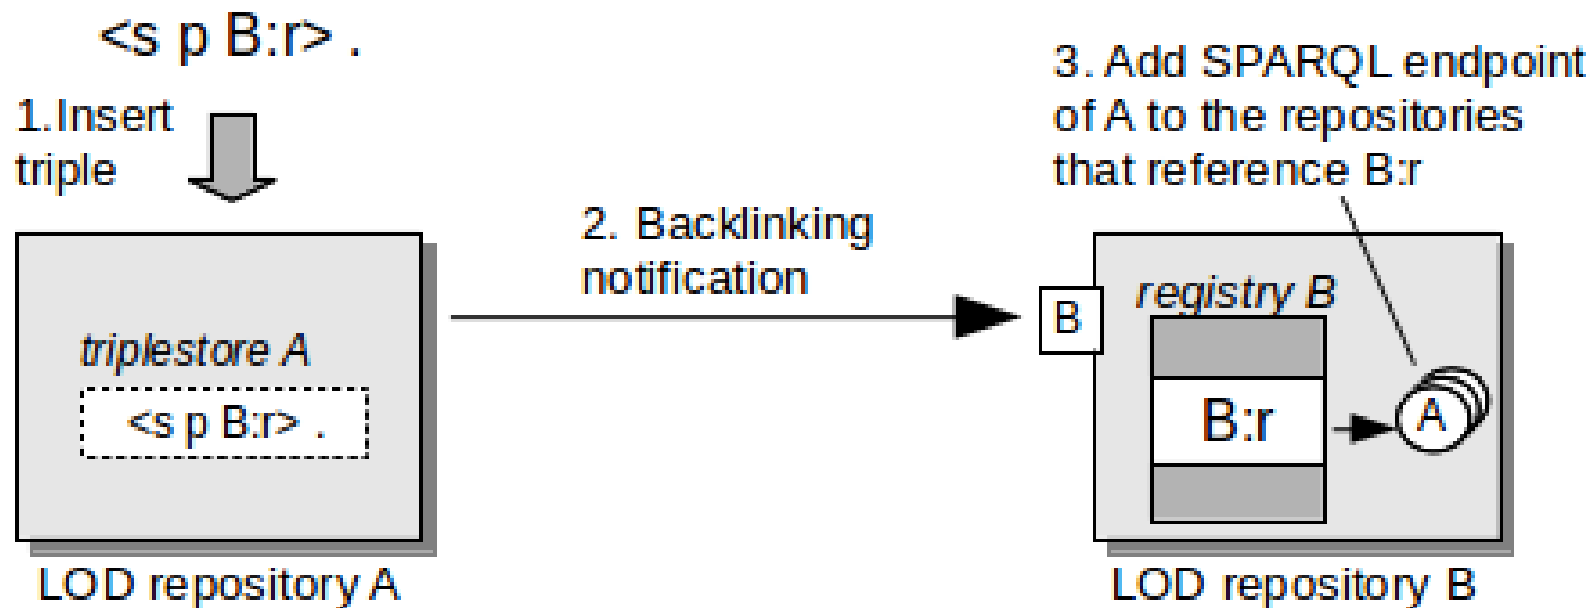 <s p B:r> .
1.Insert
triple
3. Add SPARQL endpoint
of A to the repositories
that reference B:r
2. Backlinking
notification
triplestore A
<s p B:r> .
B
registry B
B:r
A
LOD repository A
LOD repository B